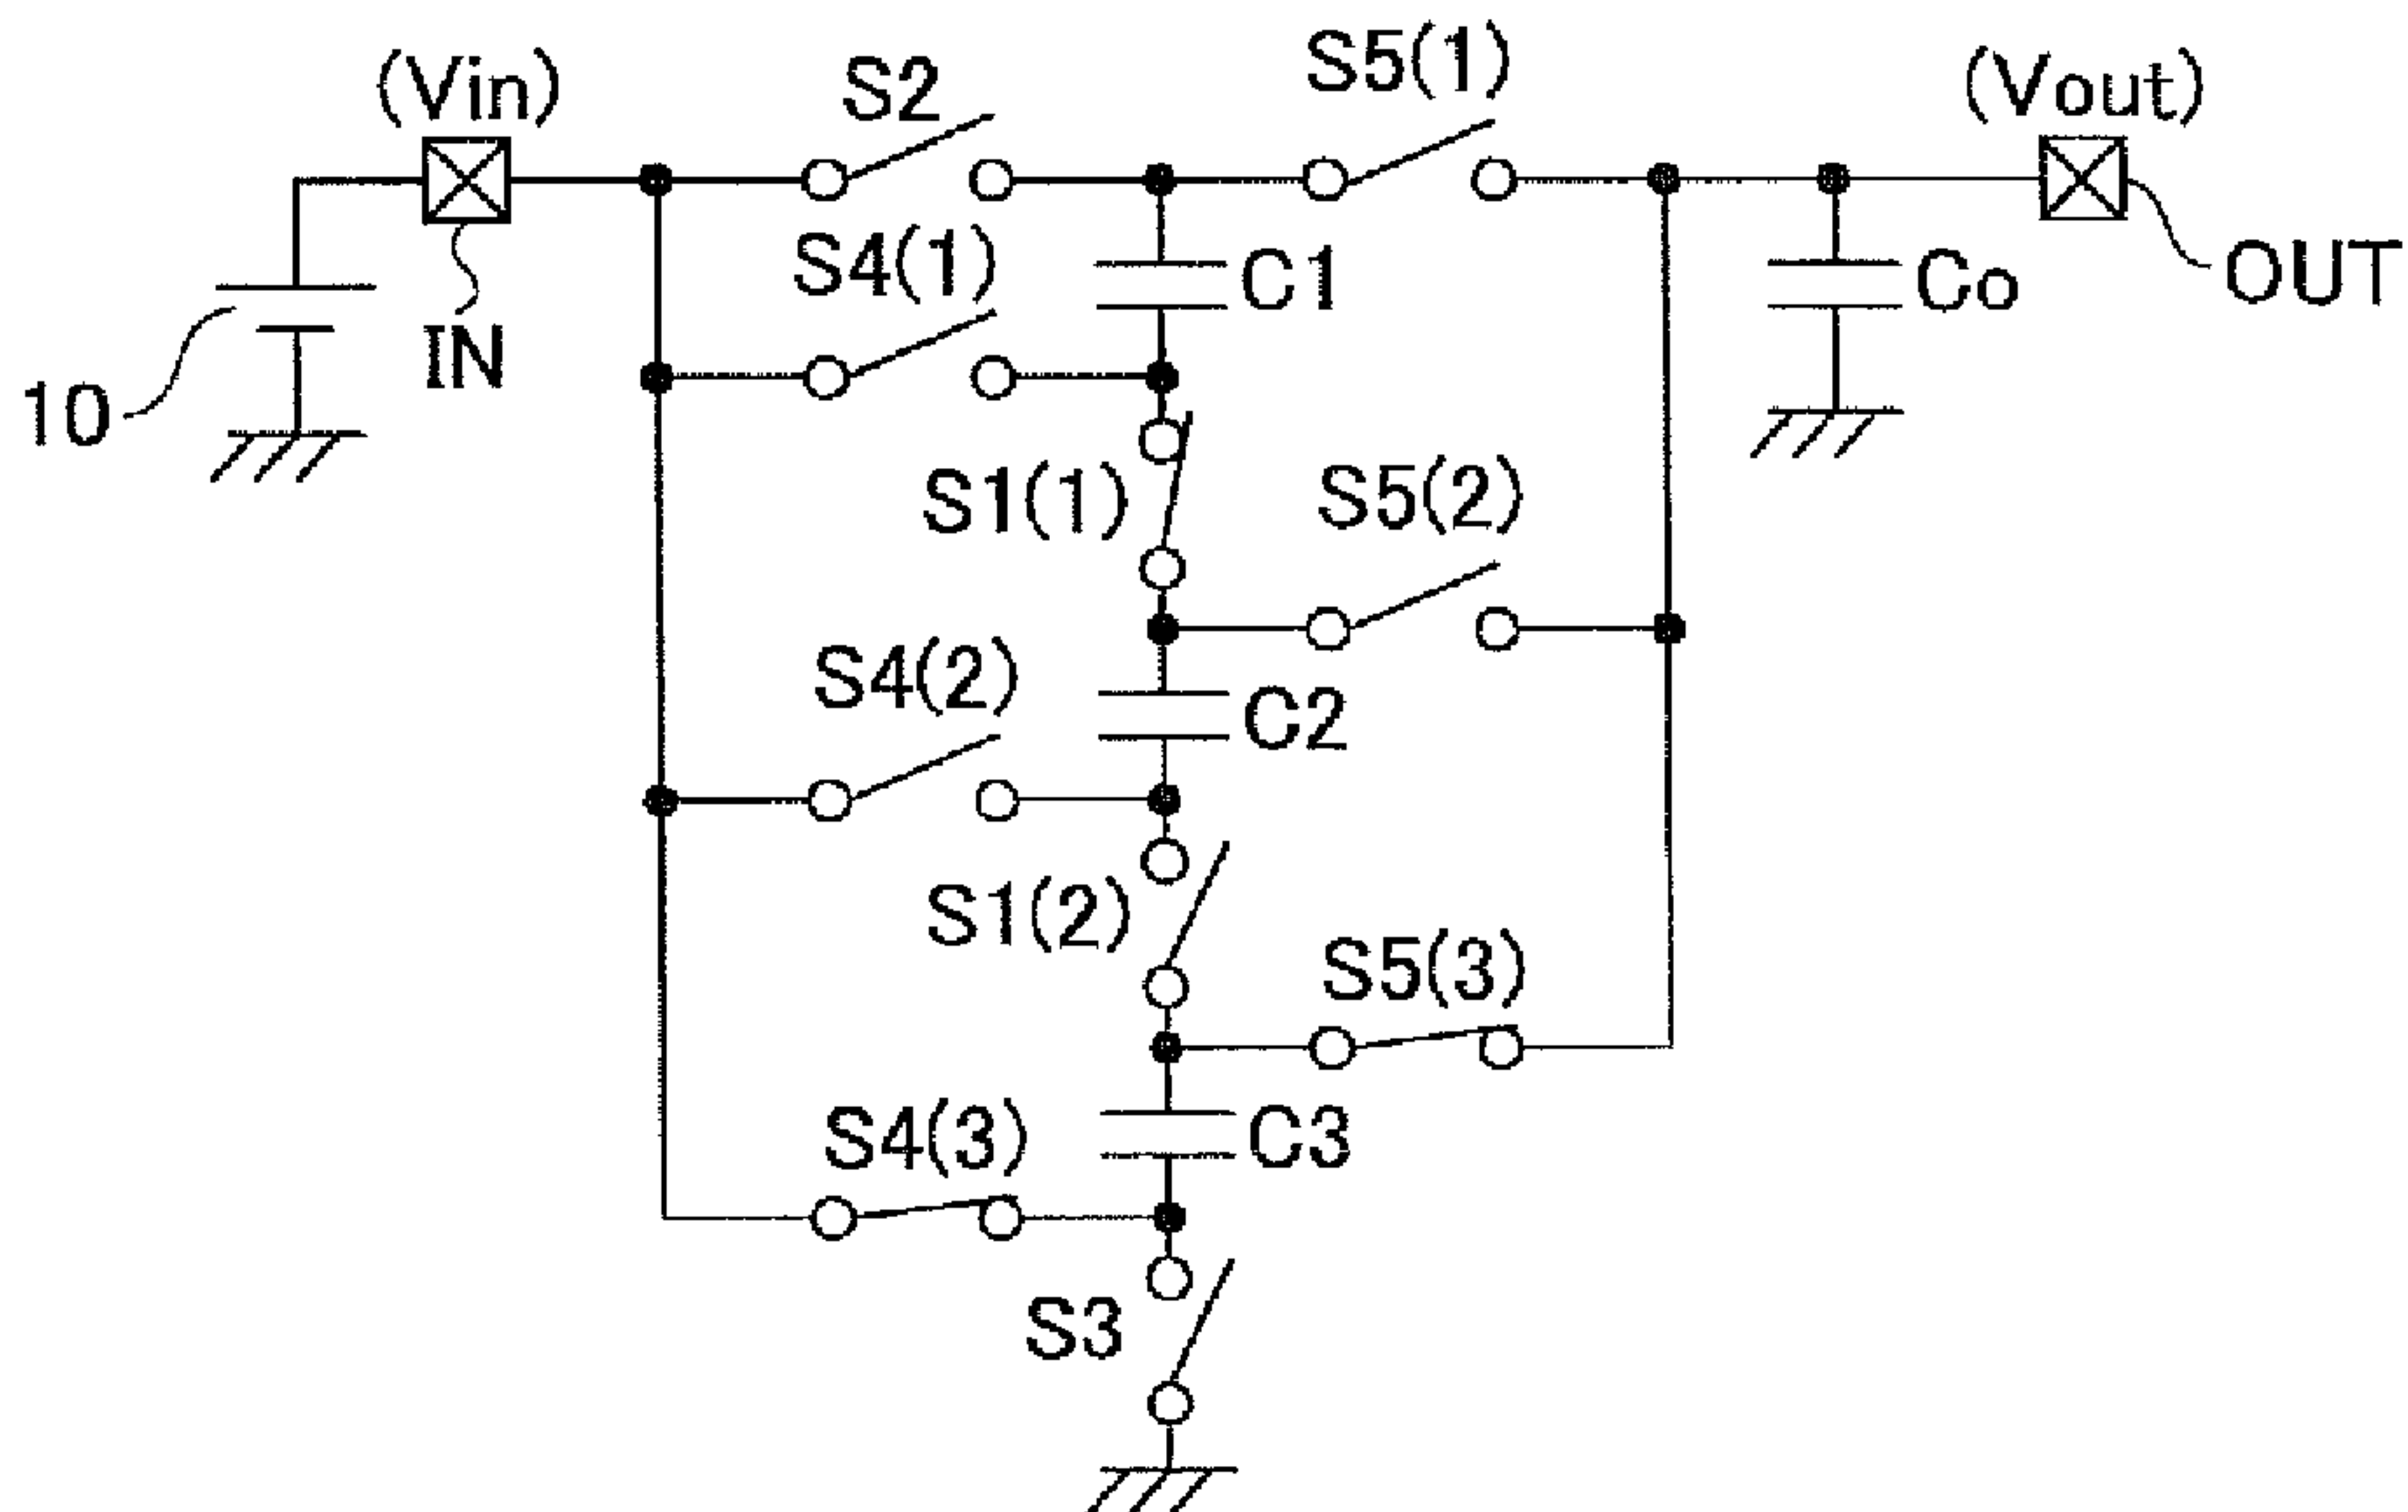 (Vin)
S2
S5(1)
(Vout)
S4(1)
C1
Co
OUT
IN
10
S1(1)
S5(2)
S4(2)
C2
S1(2)
S5(3)
S4(3)
C3
S3